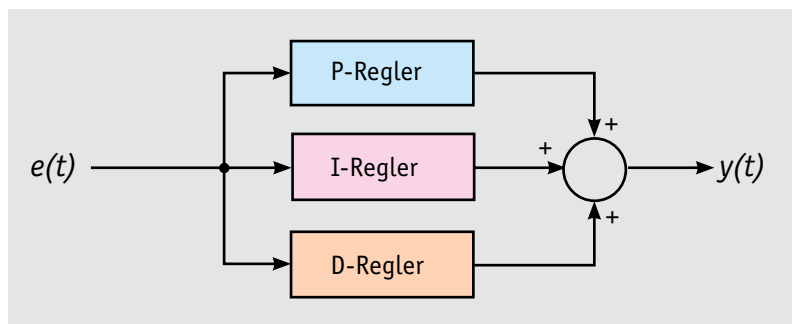 P-Regler
+
e(t)
I-Regler
+
y(t)
D-Regler
+